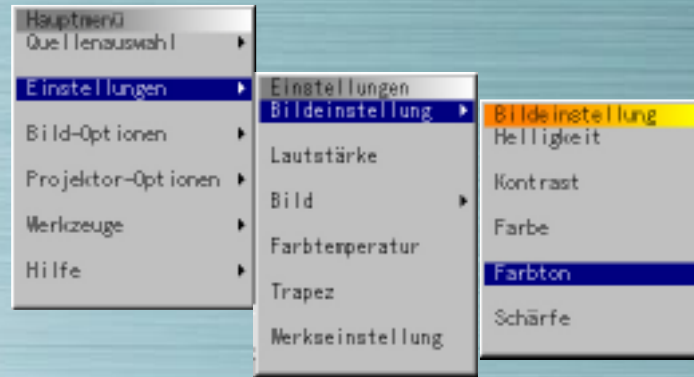 Hauptmenü
Quellenauswahl
Einstellungen
Bild-Optionen
Projektor-Optionen
Werkzeuge
Hilfe
Einstellungen
Bildeinstellung
Lautstärke
Bild
Farbtemperatur
Trapez
Werkseinstellung
Bildeinstellung
Helligkeit
Kontrast
Farbe
Farbton
Schärfe